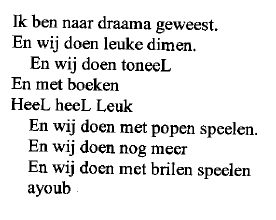 Ik ben naar draama geweest.
En wij doen leuke dimen.
En wij doen toneeL
En met boeken
HeeL heeL Leuk
En wij doen met popen speelen.
En wij doen nog meer
En wij doen met brilen speelen
ayoub